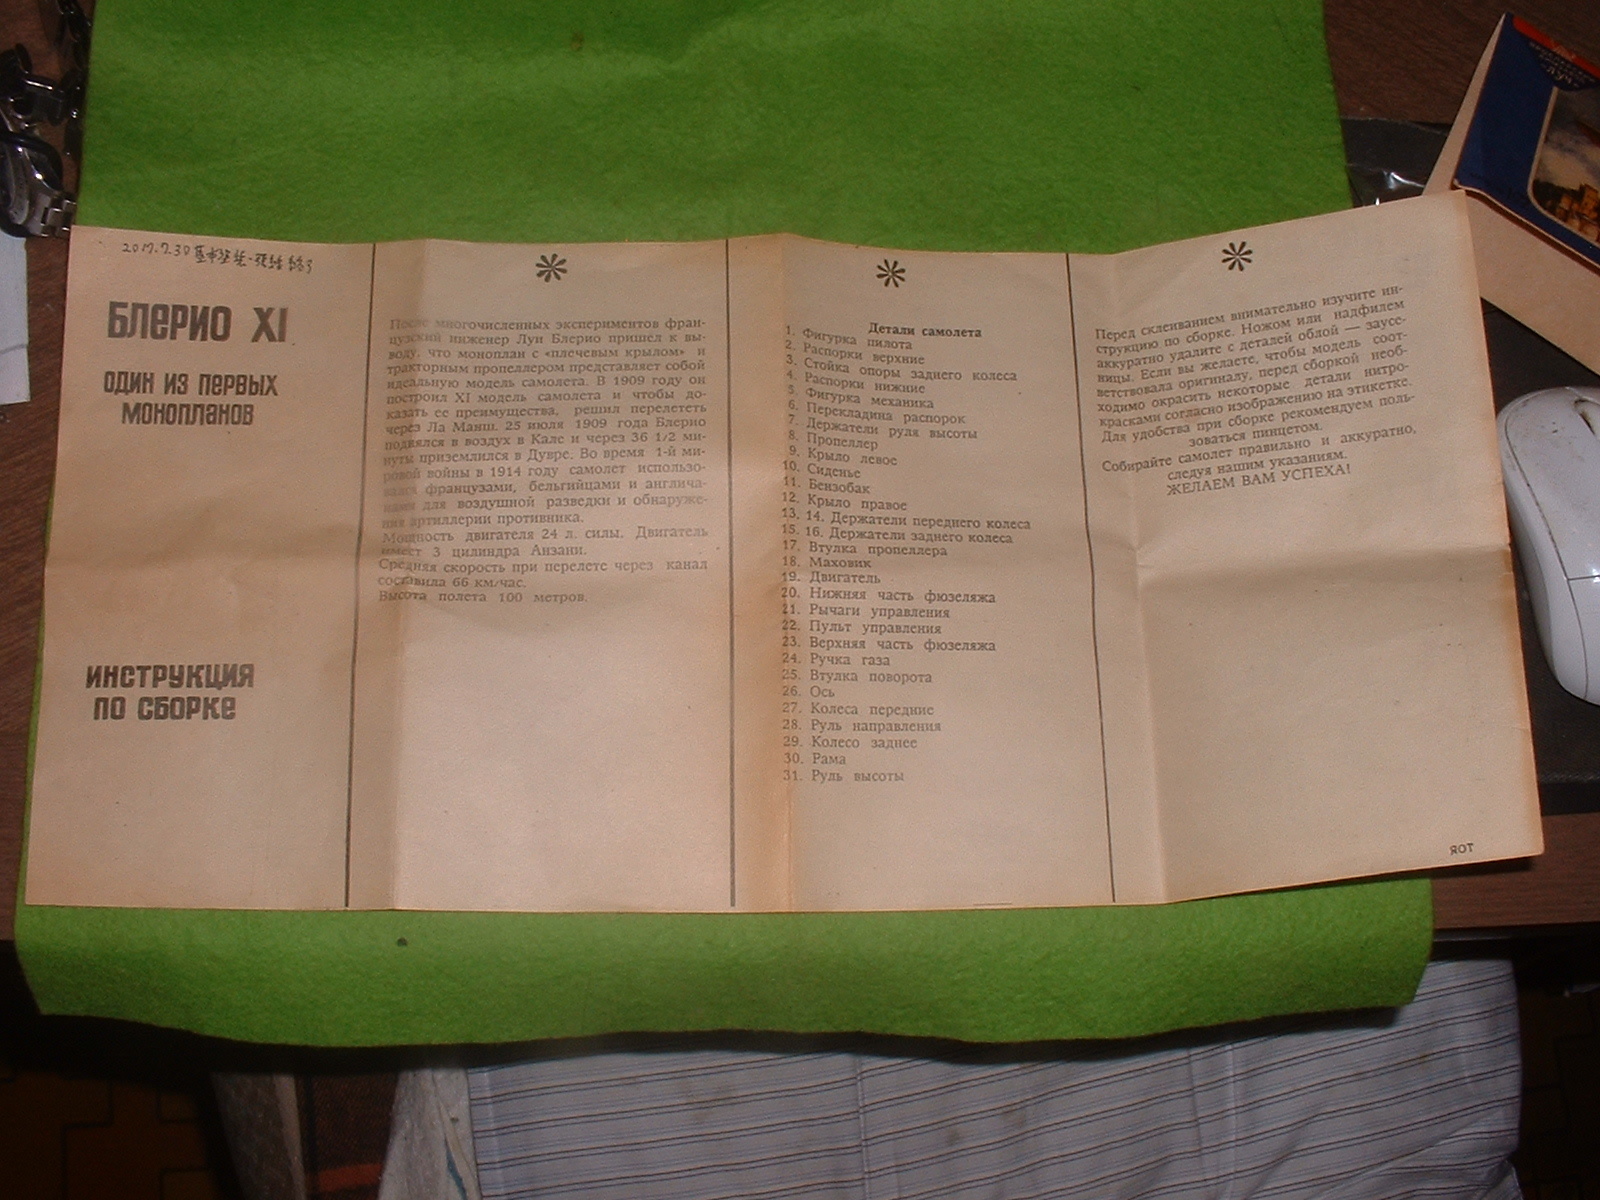 2017.7.30
БЛЕРИО XI
ОДИН ИЗ ПЕРВЫХ
МОНОПЛАНОВ
ИНСТРУКЦИЯ
ПО СБОРКЕ
После многочисленных экспериментов фран-
цузский инженер Луи Блерио пришел к вы-
воду, что моноплан с «плечевым крылом» и
тракторным пропеллером представляет собой
идеальную модель самолета. В 1909 году он
построил XI модель самолета и чтобы до-
казать ее преимущества, решил перелететь
через Ла Манш. 25 июля 1909 года Блерио
поднялся в воздух в Кале и через 36 1/2 ми-
нуты приземлился в Дувре. Во время 1-й ми-
ровой войны в 1914 году самолет использо-
вался французами, бельгийцами и англича-
нами для воздушной разведки и обнаруже-
ния артиллерии противника.
Мощность двигателя 24 л. силы. Двигатель
имеет 3 цилиндра Анзани.
Средняя скорость при перелете через канал
составила 66 км/час.
Высота полета 100 метров.
Детали самолета
1. Фигурка пилота
2. Распорки верхние
3. Стойка опоры заднего колеса
4. Распорки нижние
5. Фигурка механика
6. Перекладина распорок
7. Держатели руля высоты
8. Пропеллер
9. Крыло левое
10. Сиденье
11. Бензобак
12. Крыло правое
13. 14. Держатели переднего колеса
15. 16. Держатели заднего колеса
17. Втулка пропеллера
18. Маховик
19. Двигатель
20. Нижняя часть фюзеляжа
21. Рычаги управления
22. Пульт управления
23. Верхняя часть фюзеляжа
24. Ручка газа
25. Втулка поворота
26. Ось
27. Колеса передние
28. Руль направления
29. Колесо заднее
30. Рама
31. Руль высоты
Перед склеиванием внимательно изучите ин-
струкцию по сборке. Ножом или надфилем
аккуратно удалите с деталей облой — заусе-
ницы. Если вы желаете, чтобы модель соот-
ветствовала оригиналу, перед сборкой необ-
ходимо окрасить некоторые детали нитро-
красками согласно изображению на этикетке.
Для удобства при сборке рекомендуем поль-
зоваться пинцетом.
Собирайте самолет правильно и аккуратно,
следуя нашим указаниям.
ЖЕЛАЕМ ВАМ УСПЕХА!
ЯОТ